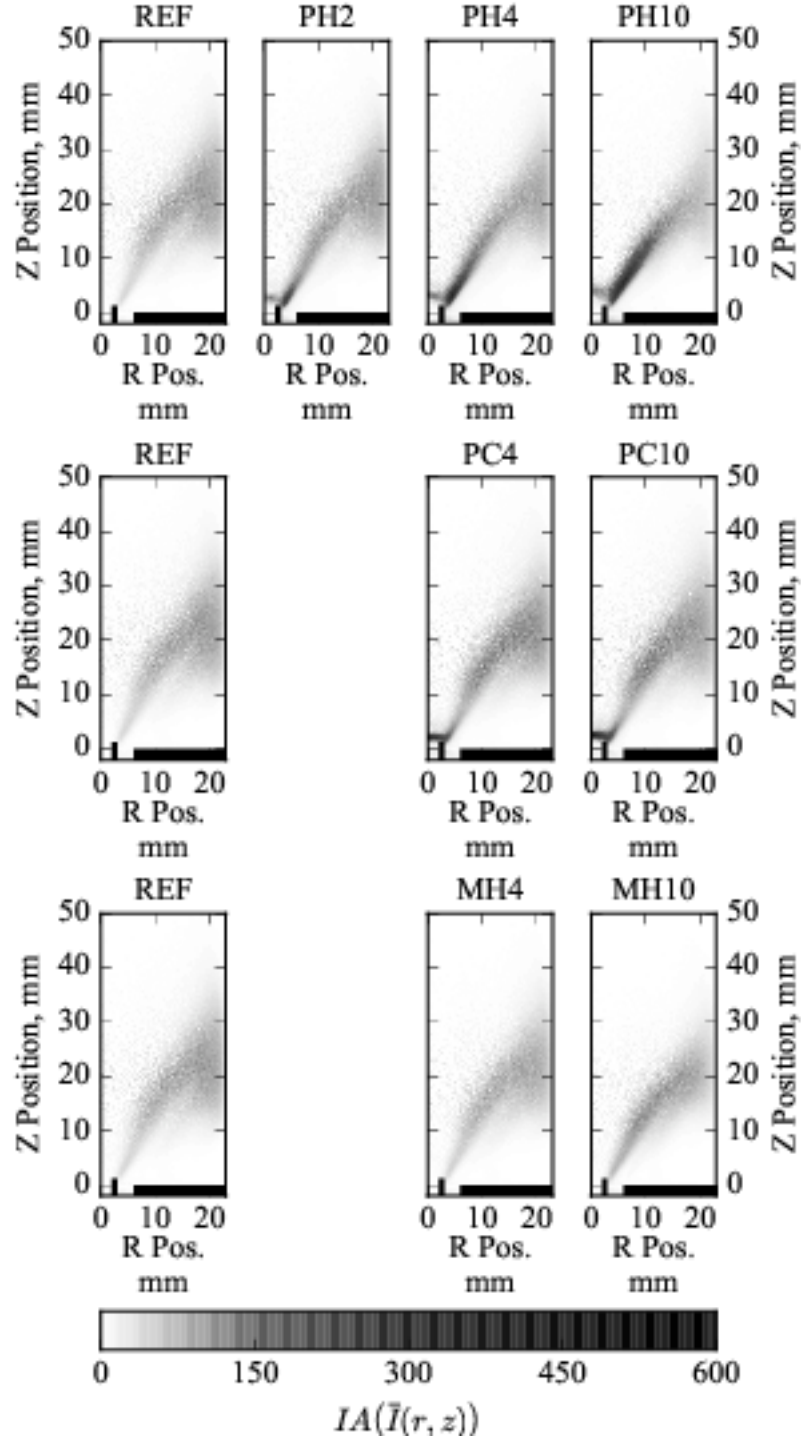 REF PH2 PH4 PH10
50
40
30
20
10
0
Z Position, mm
50
40
30
20
10
0
Z Position, mm
0 10 20 0 10 20 0 10 20 0 10 20
R Pos. R Pos. R Pos. R Pos.
mm mm mm mm
REF PC4 PC10
50
40
30
20
10
0
Z Position, mm
50
40
30
20
10
0
Z Position, mm
0 10 20 0 10 20 0 10 20
R Pos. R Pos. R Pos.
mm mm mm
REF MH4 MH10
50
40
30
20
10
0
Z Position, mm
50
40
30
20
10
0
Z Position, mm
0 10 20 0 10 20 0 10 20
R Pos. R Pos. R Pos.
mm mm mm
0 150 300 450 600
IA(Ī(r, z))